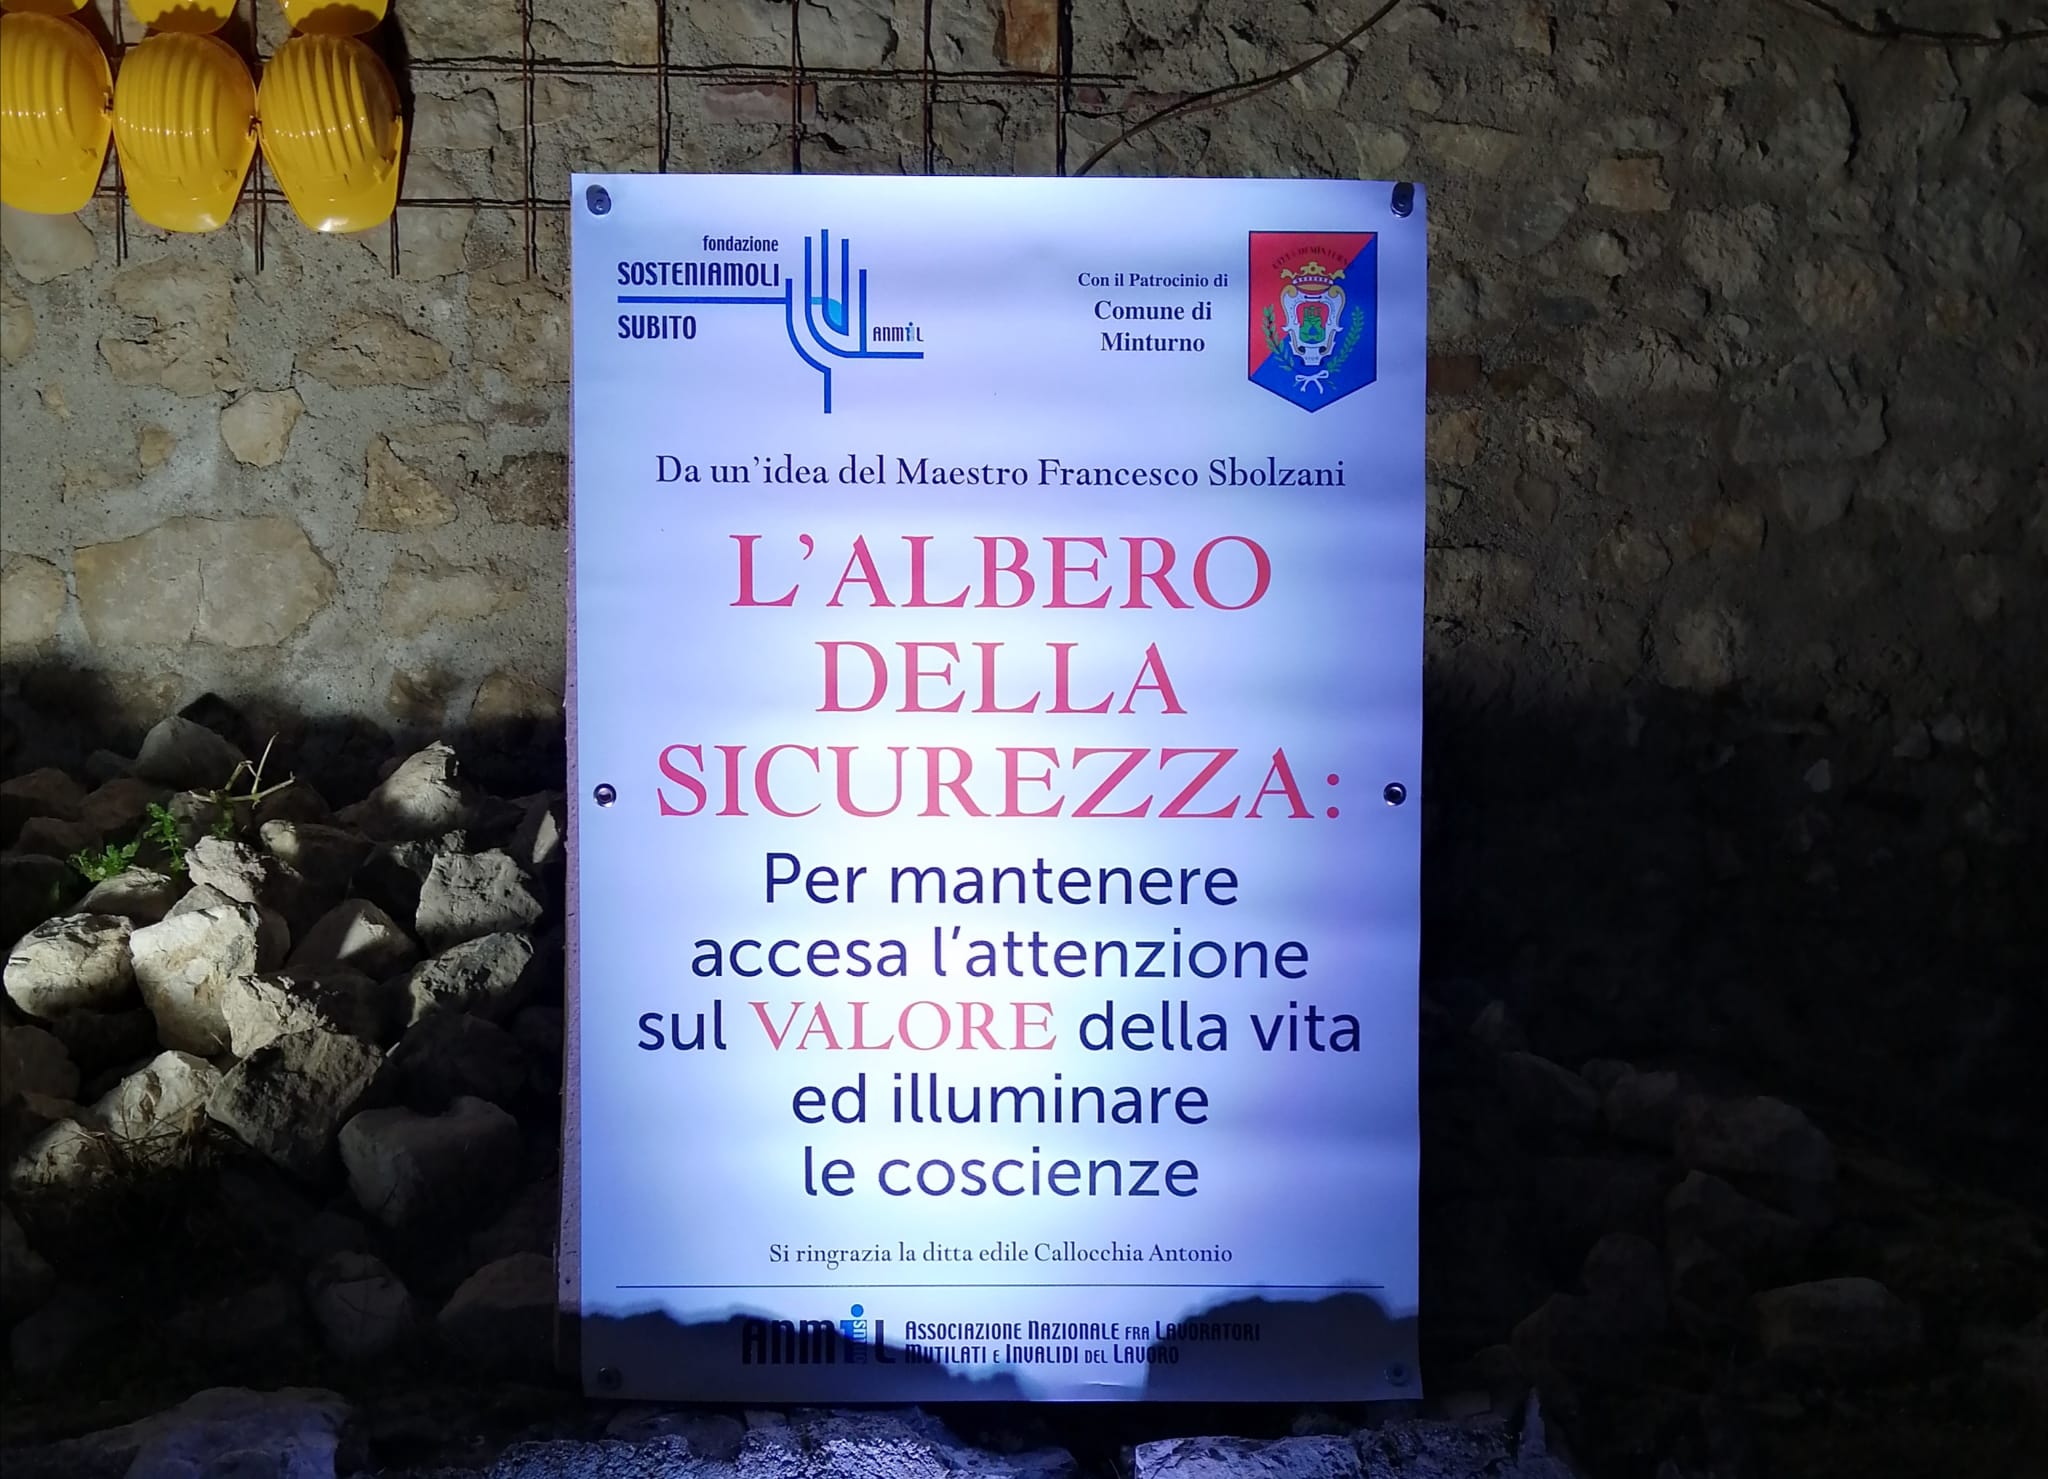 fondazione
SOSTENIAMOLI
SUBITO
ANMiL
Con il Patrocinio di
Comune di
Minturno
Da un'idea del Maestro Francesco Sbolzani
L'ALBERO
DELLA
SICUREZZA:
Per mantenere
accesa l'attenzione
sul VALORE della vita
ed illuminare
le coscienze
Si ringrazia la ditta edile Callocchia Antonio
ANMiL
ASSOCIAZIONE NAZIONALE FRA LAVORATORI
MUTILATI E INVALIDI DEL LAVORO